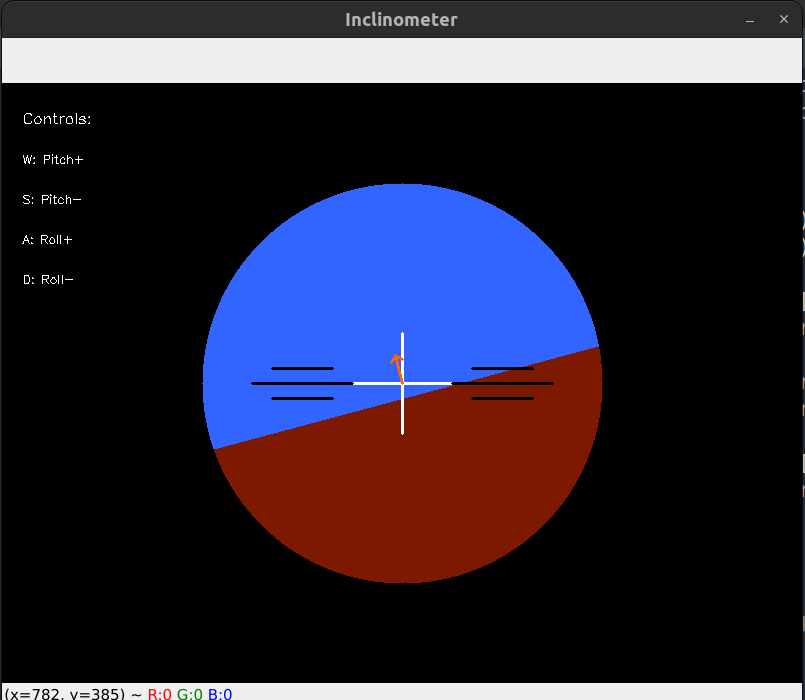 Inclinometer
Controls:
W: Pitch+
S: Pitch-
A: Roll+
D: Roll-
(x=782, y=385) ~ R:0 G:0 B:0